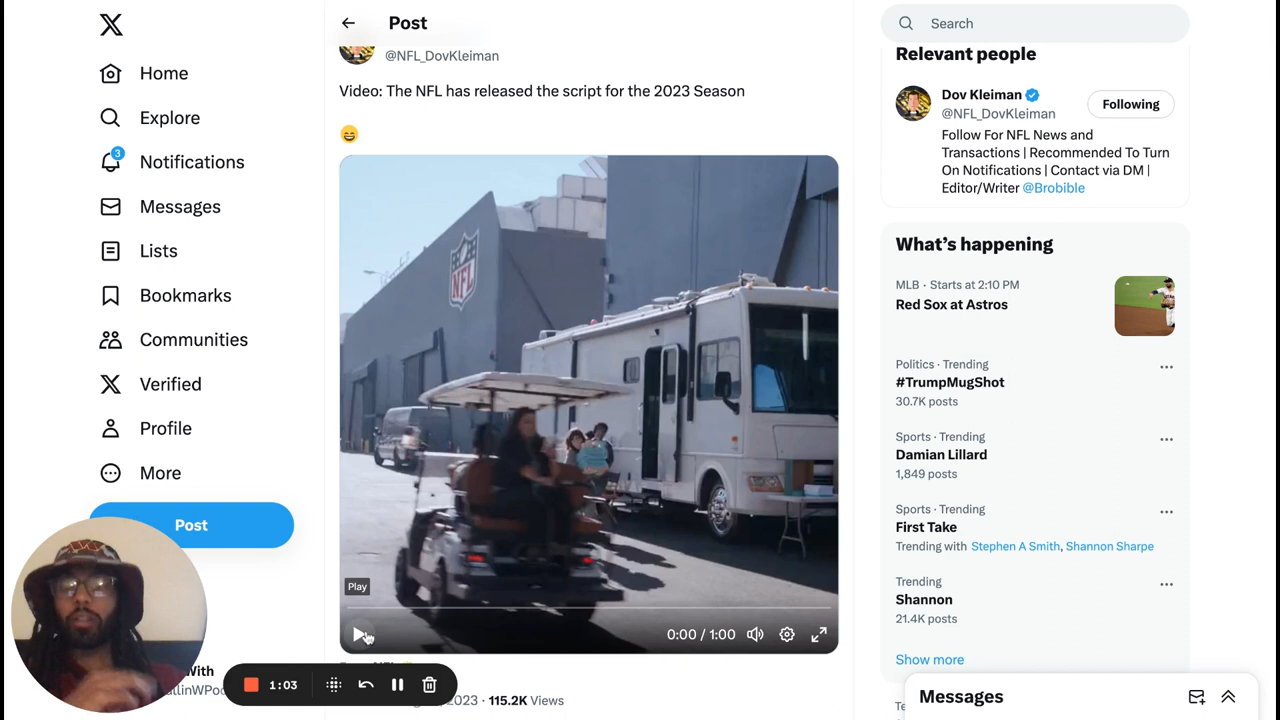 Home
Explore
3
Notifications
Messages
Lists
Bookmarks
Communities
Verified
Profile
More
Post
With
1:03
Post
@NFL_DovKleiman
Video: The NFL has released the script for the 2023 Season
NFL
Play
0:00 / 1:00
2023 · 115.2K Views
Search
Relevant people
Dov Kleiman
@NFL_DovKleiman
Following
Follow For NFL News and
Transactions | Recommended To Turn
On Notifications | Contact via DM |
Editor/Writer @Brobible
What's happening
MLB · Starts at 2:10 PM
Red Sox at Astros
Politics · Trending
#TrumpMugShot
30.7K posts
Sports · Trending
Damian Lillard
1,849 posts
Sports · Trending
First Take
Trending with Stephen A Smith, Shannon Sharpe
Trending
Shannon
21.4K posts
Show more
Messages